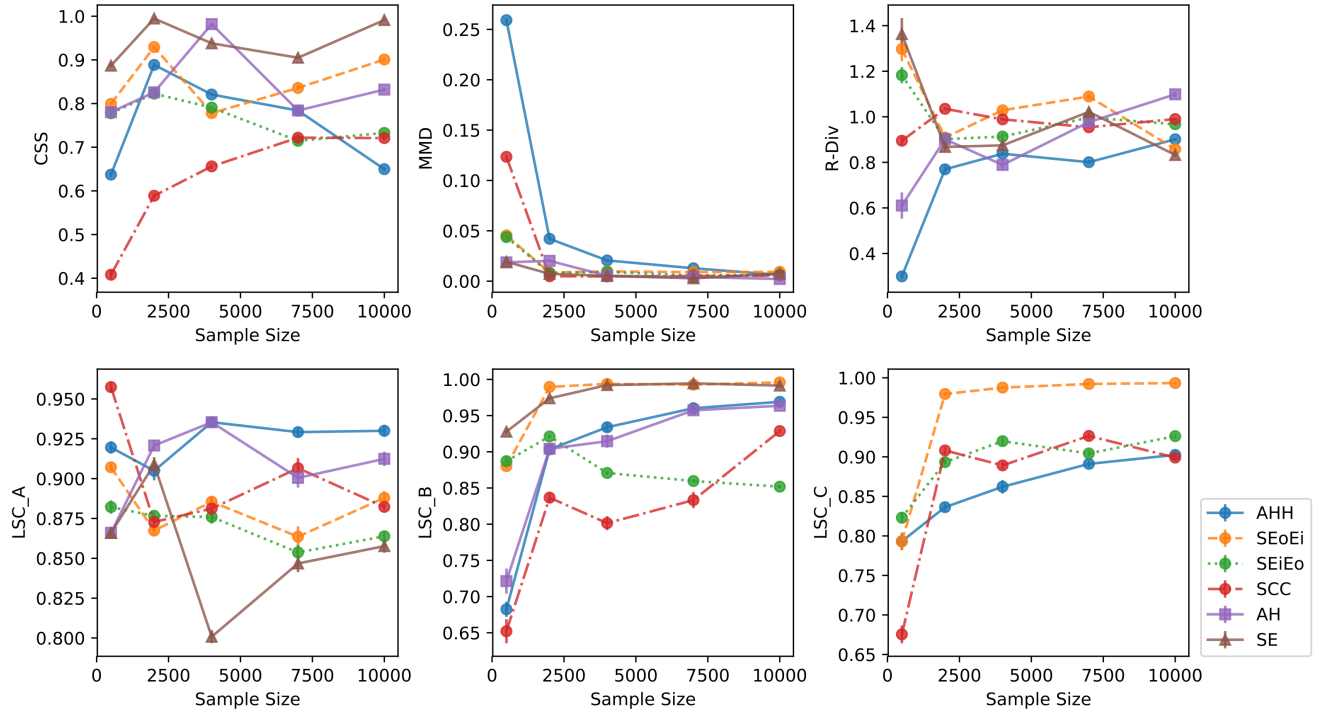 CSS
1.0
0.9
0.8
0.7
0.6
0.5
0.4
0 2500 5000 7500 10000
Sample Size
MMD
0.25
0.20
0.15
0.10
0.05
0.00
0 2500 5000 7500 10000
Sample Size
R-Div
1.4
1.2
1.0
0.8
0.6
0.4
0 2500 5000 7500 10000
Sample Size
LSC_A
0.950
0.925
0.900
0.875
0.850
0.825
0.800
0 2500 5000 7500 10000
Sample Size
LSC_B
1.00
0.95
0.90
0.85
0.80
0.75
0.70
0.65
0 2500 5000 7500 10000
Sample Size
LSC_C
1.00
0.95
0.90
0.85
0.80
0.75
0.70
0.65
0 2500 5000 7500 10000
Sample Size
AHH
SEoEi
SEiEo
SCC
AH
SE